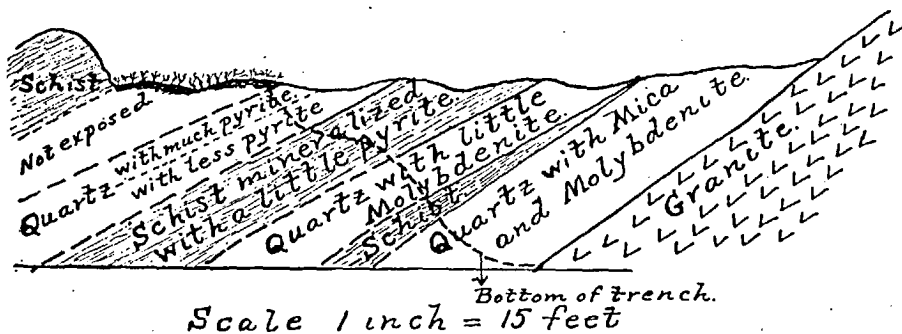 Schist
Not exposed
Quartz with much pyrite
with less pyrite
Schist mineralized
with a little pyrite.
Quartz with little
Molybdenite.
Schist.
Quartz with Mica
and Molybdenite.
Granite.
Bottom of trench.
Scale 1 inch = 15 feet